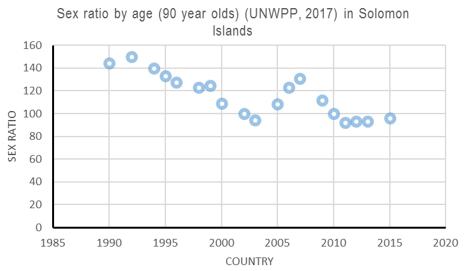 Sex ratio by age (90 year olds) (UNWPP, 2017) in Solomon
Islands
160
140
120
100
80
60
40
20
0
SEX RATIO
1985 1990 1995 2000 2005 2010 2015 2020
COUNTRY